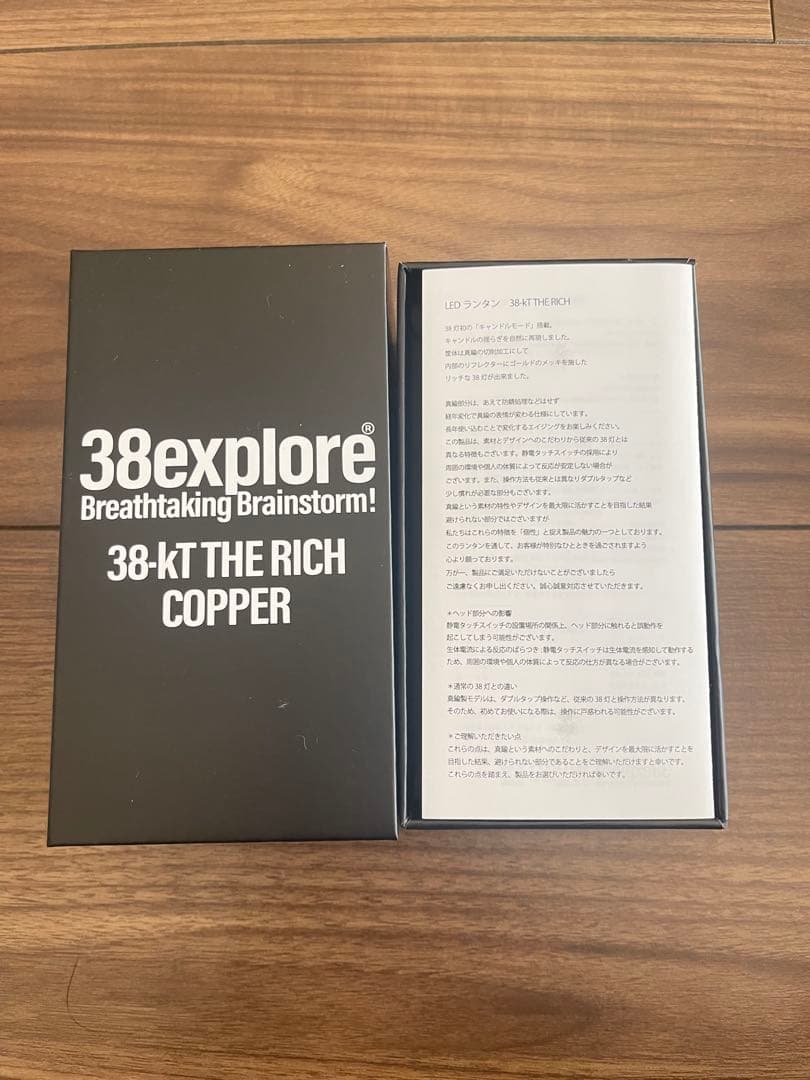 38explore®
Breathtaking Brainstorm!
38-kT THE RICH
COPPER
LED ランタン 38-kT THE RICH
38 灯初の「キャンドルモード」搭載。
キャンドルの揺らぎを自然に再現しました。
筐体は真鍮の切削加工にして
内部のリフレクターにゴールドのメッキを施した
リッチな 38 灯が出来ました。
真鍮部分は、あえて防錆処理などはせず
経年変化で真鍮の表情が変わる仕様にしています。
長年使い込むことで変化するエイジングをお楽しみください。
この製品は、素材とデザインへのこだわりから従来の 38 灯とは
異なる特徴もございます。静電タッチスイッチの採用により
周囲の環境や個人の体質によって反応が安定しない場合が
ございます。また、操作方法も従来とは異なりダブルタップなど
少し慣れが必要な部分もございます。
真鍮という素材の特性やデザインを最大限に活かすことを目指した結果
避けられない部分ではございますが
私たちはこれらの特徴を「個性」と捉え製品の魅力の一つとしております。
このランタンを通して、お客様が特別なひとときを過ごされますよう
心より願っております。
万が一、製品にご満足いただけないことがございましたら
ご遠慮なくお申し出ください、誠心誠意対応させていただきます。
＊ヘッド部分への影響
静電タッチスイッチの設置場所の関係上、ヘッド部分に触れると誤動作を
起こしてしまう可能性がございます。
生体電流による反応のばらつき : 静電タッチスイッチは生体電流を感知して動作する
ため、周囲の環境や個人の体質によって反応の仕方が異なる場合がございます。
＊通常の 38 灯との違い
真鍮製モデルは、ダブルタップ操作など、従来の 38 灯と操作方法が異なります。
そのため、初めてお使いになる際は、操作に戸惑われる可能性がございます。
＊ご理解いただきたい点
これらの点は、真鍮という素材へのこだわりと、デザインを最大限に活かすことを
目指した結果、避けられない部分であることをご理解いただけますと幸いです。
これらの点を踏まえ、製品をお選びいただければ幸いです。